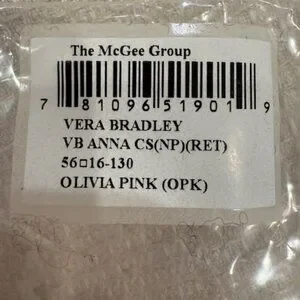 The McGee Group
7 81096 51901 9
VERA BRADLEY
VB ANNA CS(NP)(RET)
56□16-130
OLIVIA PINK (OPK)